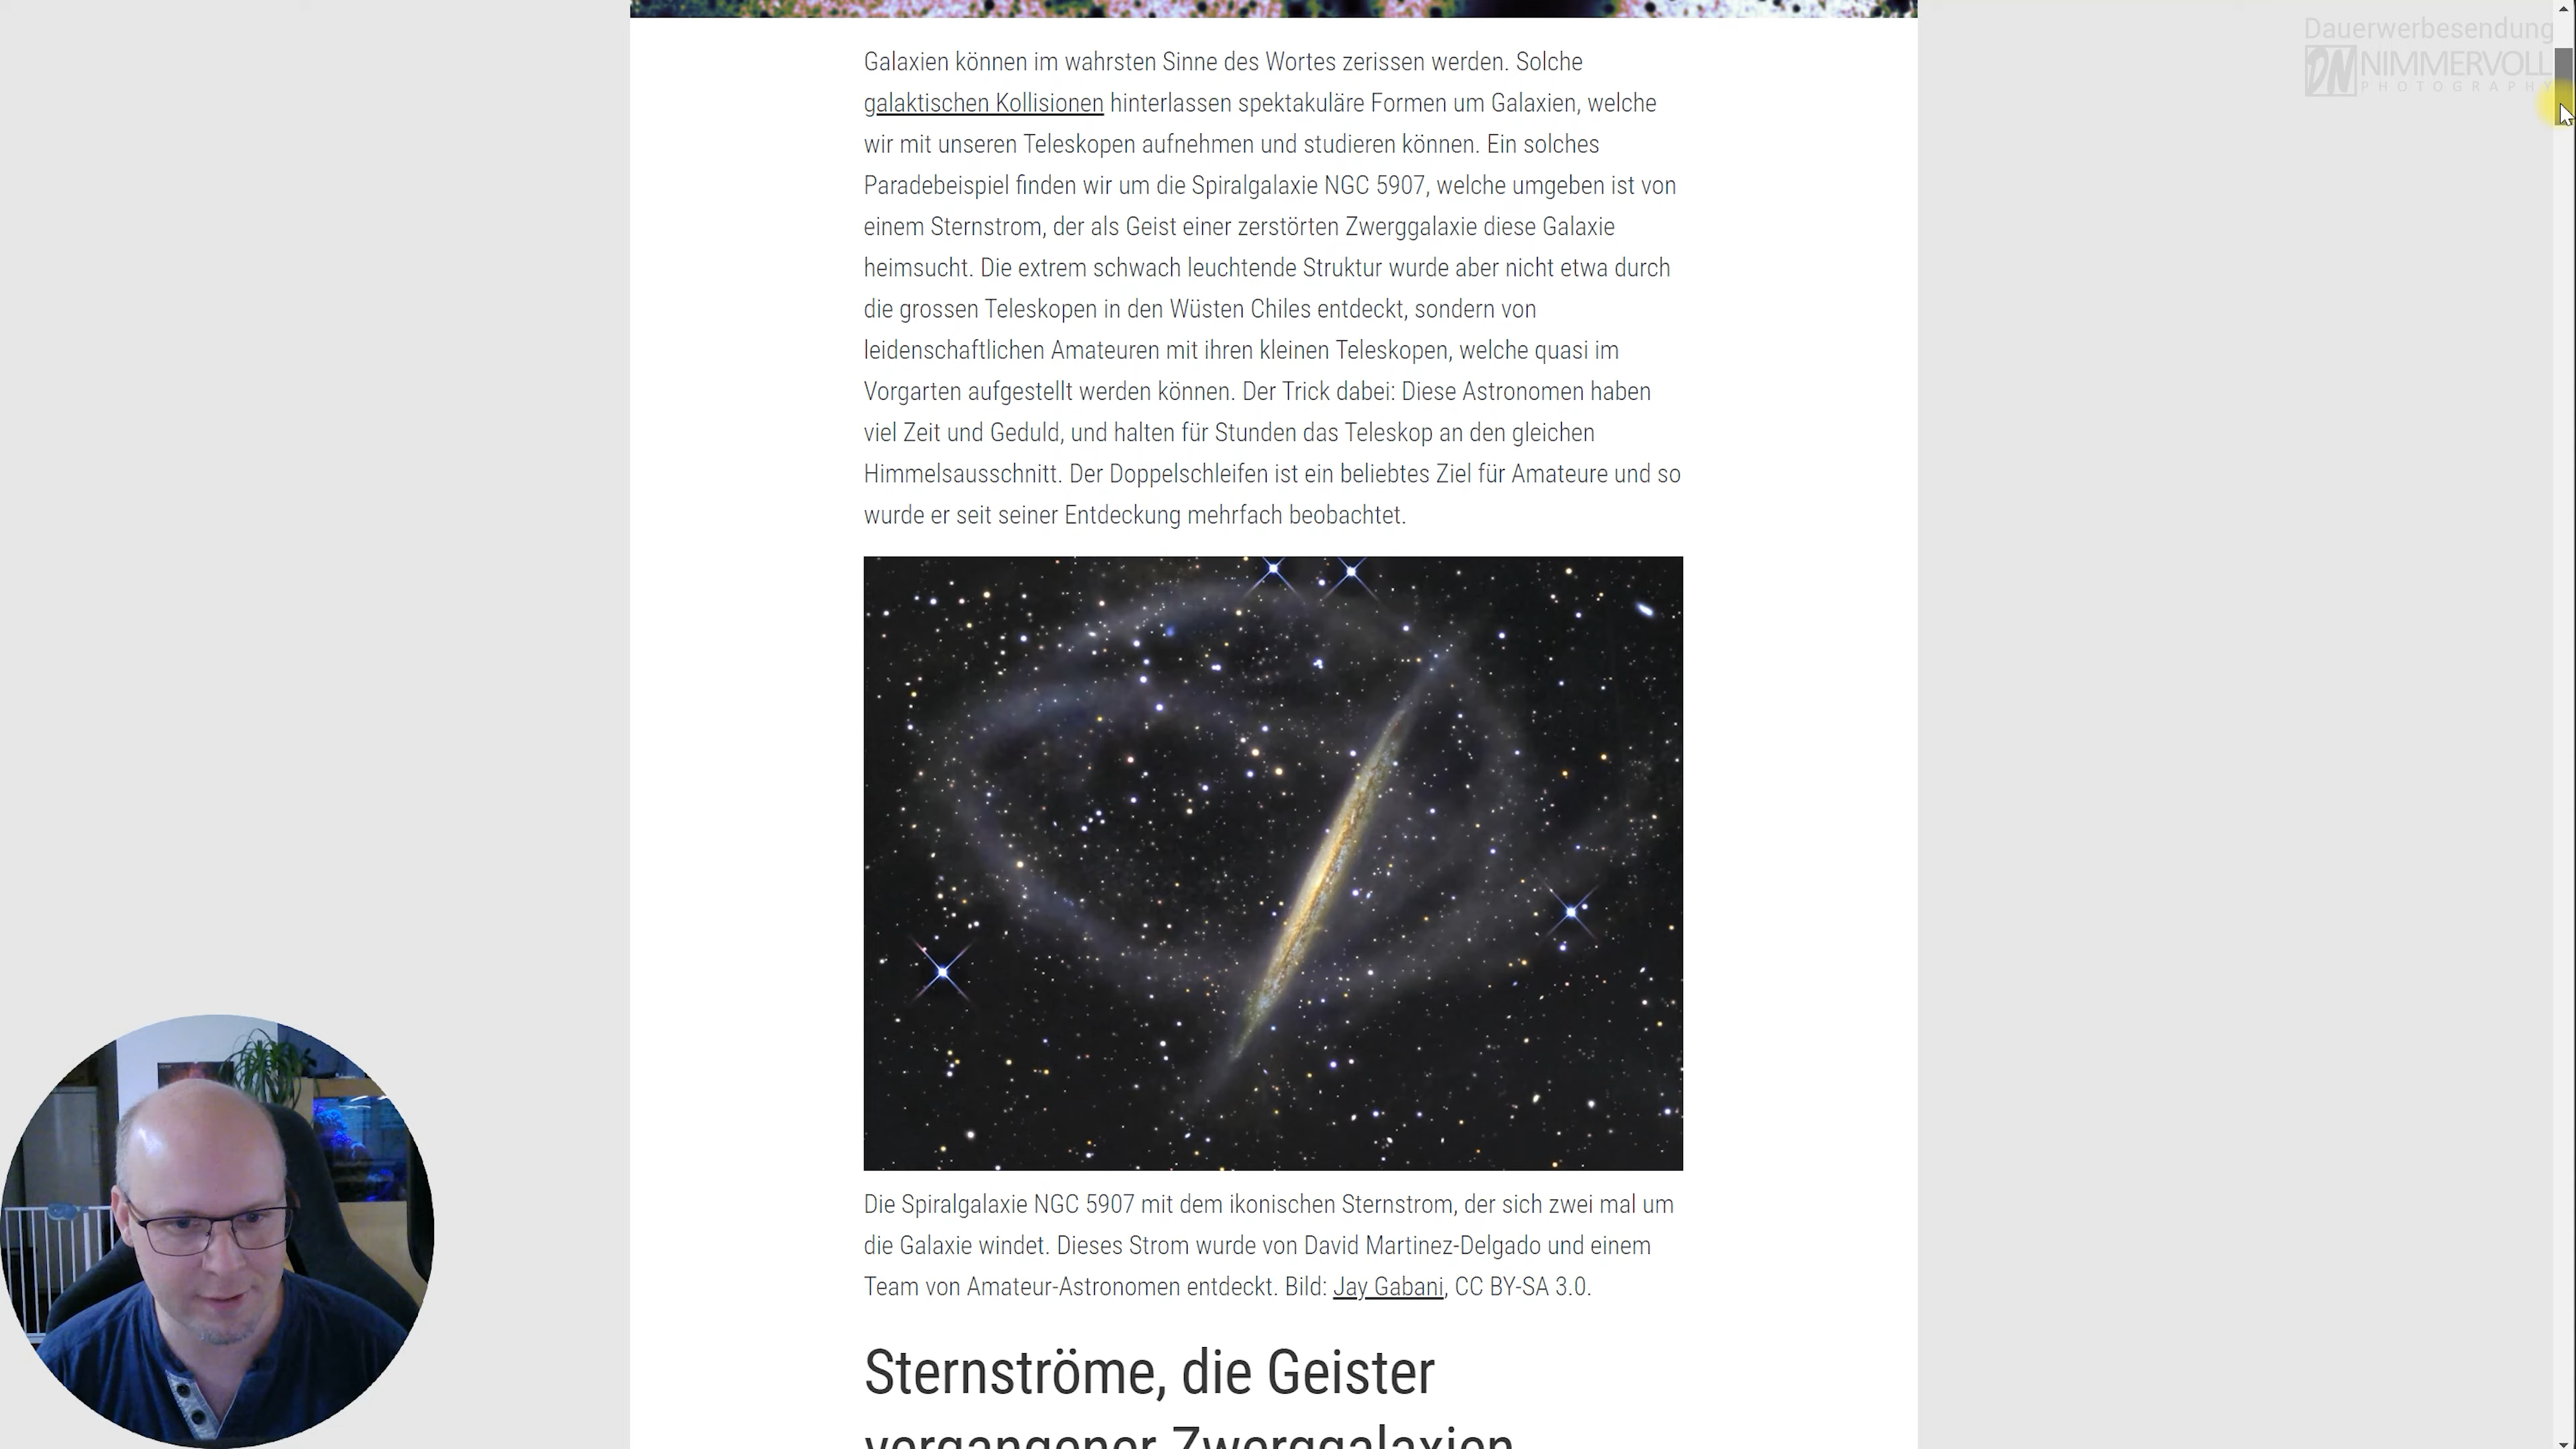 Dauerwerbesendung
DN NIMMERVOLL
PHOTOGRAPHY
Galaxien können im wahrsten Sinne des Wortes zerissen werden. Solche
galaktischen Kollisionen hinterlassen spektakuläre Formen um Galaxien, welche
wir mit unseren Teleskopen aufnehmen und studieren können. Ein solches
Paradebeispiel finden wir um die Spiralgalaxie NGC 5907, welche umgeben ist von
einem Sternstrom, der als Geist einer zerstörten Zwerggalaxie diese Galaxie
heimsucht. Die extrem schwach leuchtende Struktur wurde aber nicht etwa durch
die grossen Teleskopen in den Wüsten Chiles entdeckt, sondern von
leidenschaftlichen Amateuren mit ihren kleinen Teleskopen, welche quasi im
Vorgarten aufgestellt werden können. Der Trick dabei: Diese Astronomen haben
viel Zeit und Geduld, und halten für Stunden das Teleskop an den gleichen
Himmelsausschnitt. Der Doppelschleifen ist ein beliebtes Ziel für Amateure und so
wurde er seit seiner Entdeckung mehrfach beobachtet.
Die Spiralgalaxie NGC 5907 mit dem ikonischen Sternstrom, der sich zwei mal um
die Galaxie windet. Dieses Strom wurde von David Martinez-Delgado und einem
Team von Amateur-Astronomen entdeckt. Bild: Jay Gabani, CC BY-SA 3.0.
Sternströme, die Geister
vergangener Zwerggalaxien